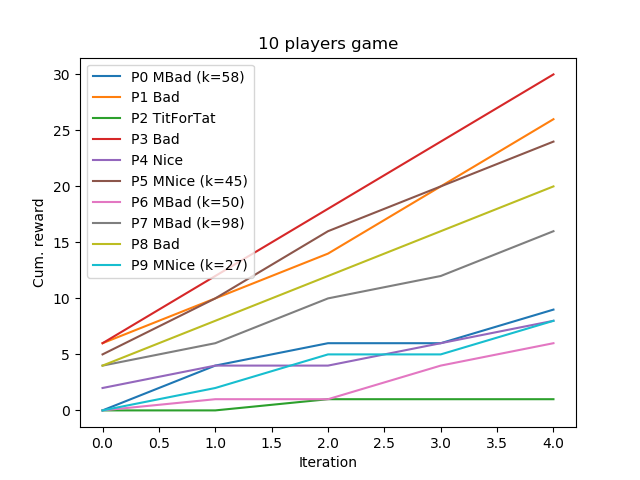 10 players game
P0 MBad (k=58)
P1 Bad
P2 TitForTat
P3 Bad
P4 Nice
P5 MNice (k=45)
P6 MBad (k=50)
P7 MBad (k=98)
P8 Bad
P9 MNice (k=27)
30
25
20
15
10
5
0
Cum. reward
0.0 0.5 1.0 1.5 2.0 2.5 3.0 3.5 4.0
Iteration